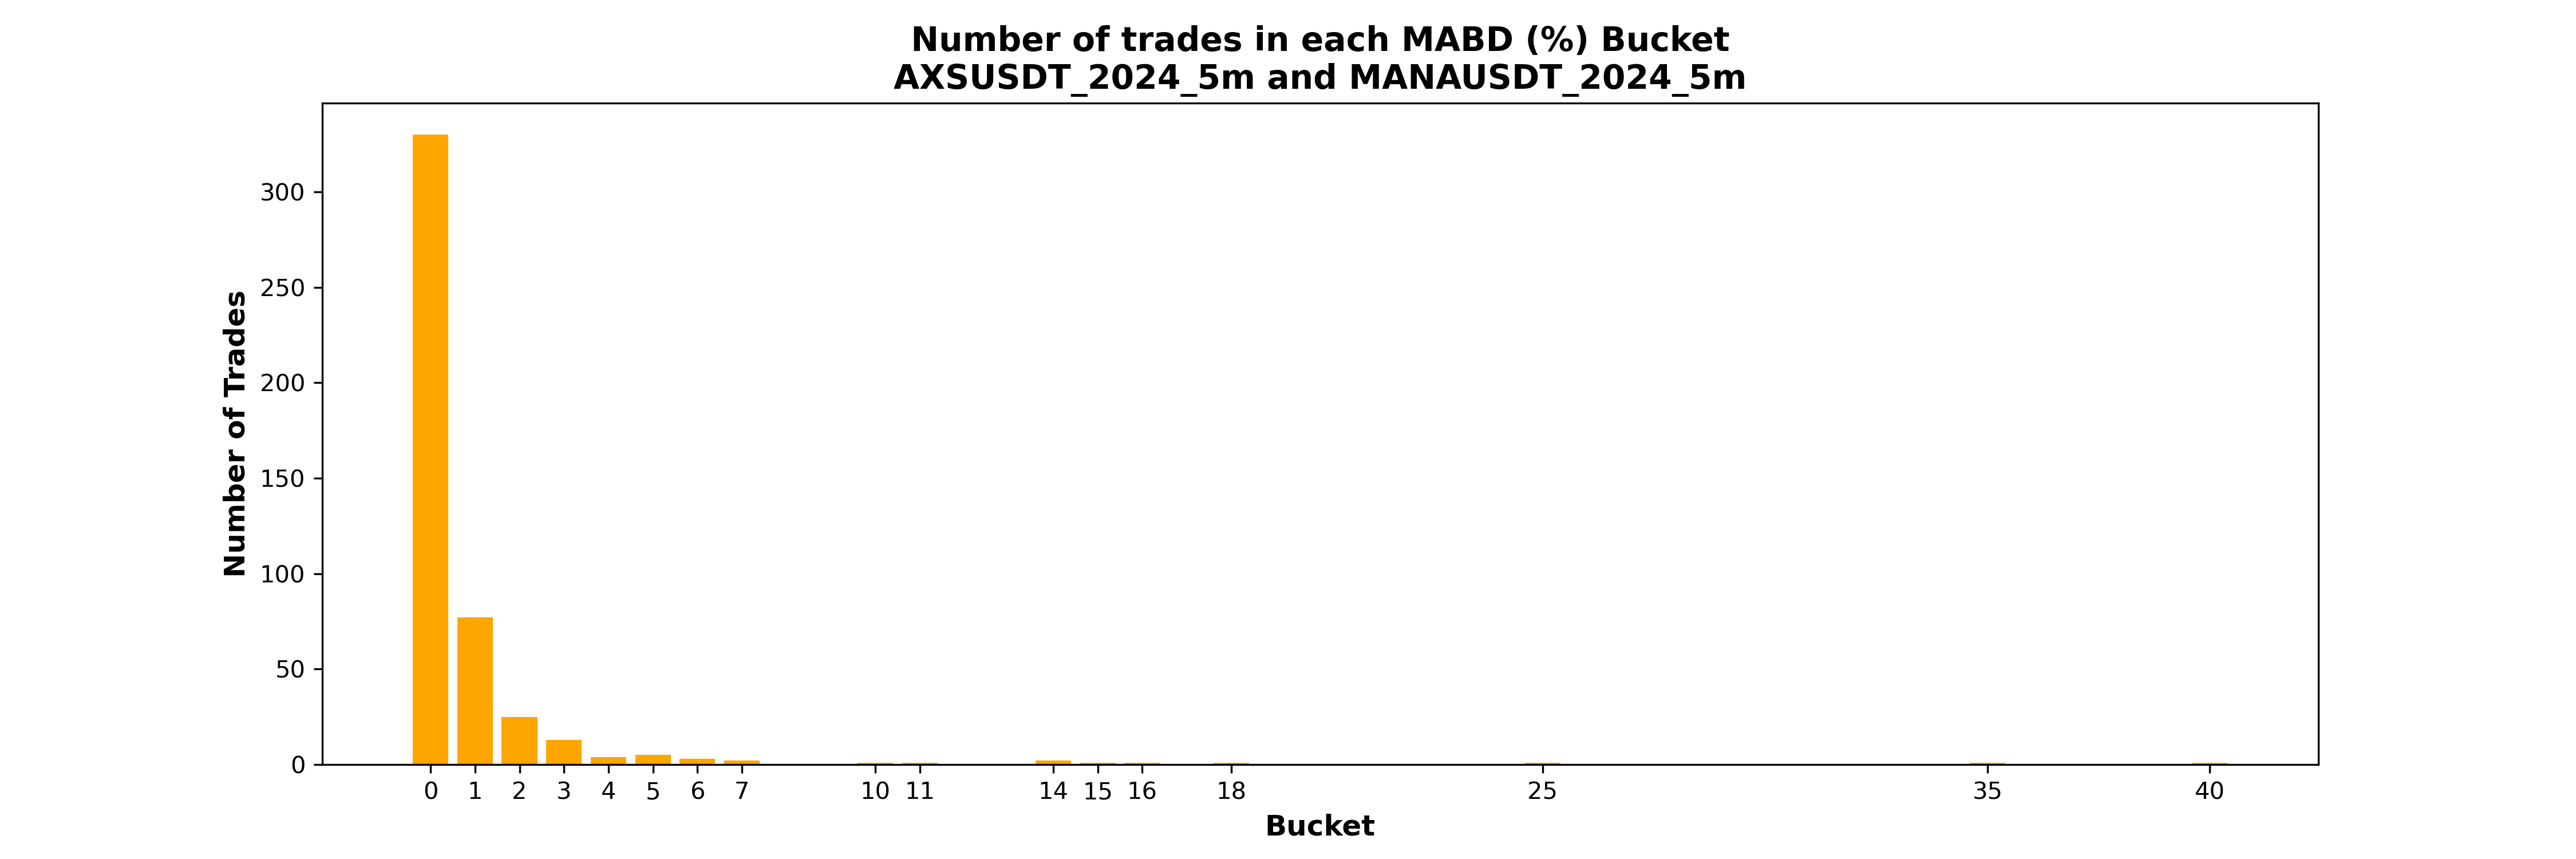 Number of trades in each MABD (%) Bucket
AXSUSDT_2024_5m and MANAUSDT_2024_5m
Number of Trades
300
250
200
150
100
50
0
0 1 2 3 4 5 6 7 10 11 14 15 16 18 25 35 40
Bucket